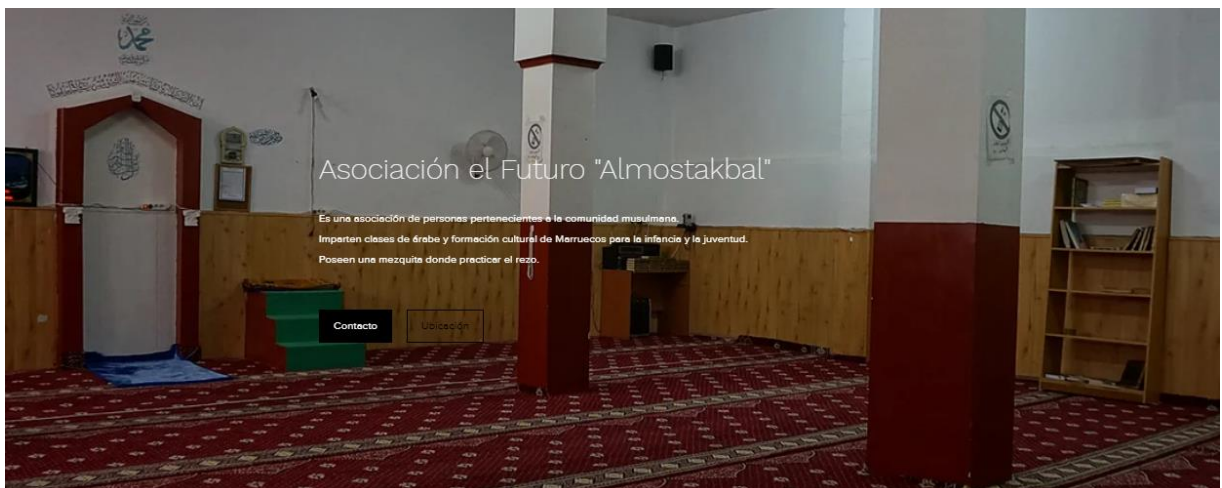 محمد
Asociación el Futuro "Almostakbal"
Es una asociación de personas pertenecientes a la comunidad musulmana.
Imparten clases de árabe y formación cultural de Marruecos para la infancia y la juventud.
Poseen una mezquita donde practicar el rezo.
Contacto
Ubicación